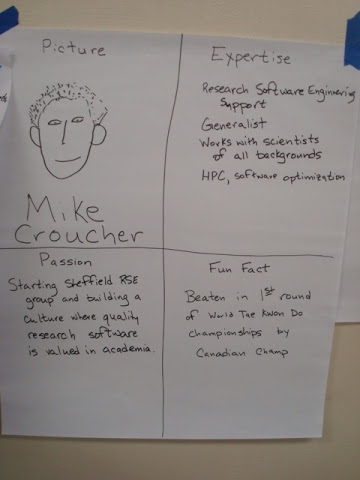 Picture
Mike
Croucher
Expertise
Research Software Engineering
Support
Generalist
Works with scientists
of all backgrounds
HPC, software optimization
Passion
Starting Sheffield RSE
group and building a
culture where quality
research software
is valued in academia.
Fun Fact
Beaten in 1st round
of World Tae Kwon Do
championships by
Canadian Champ